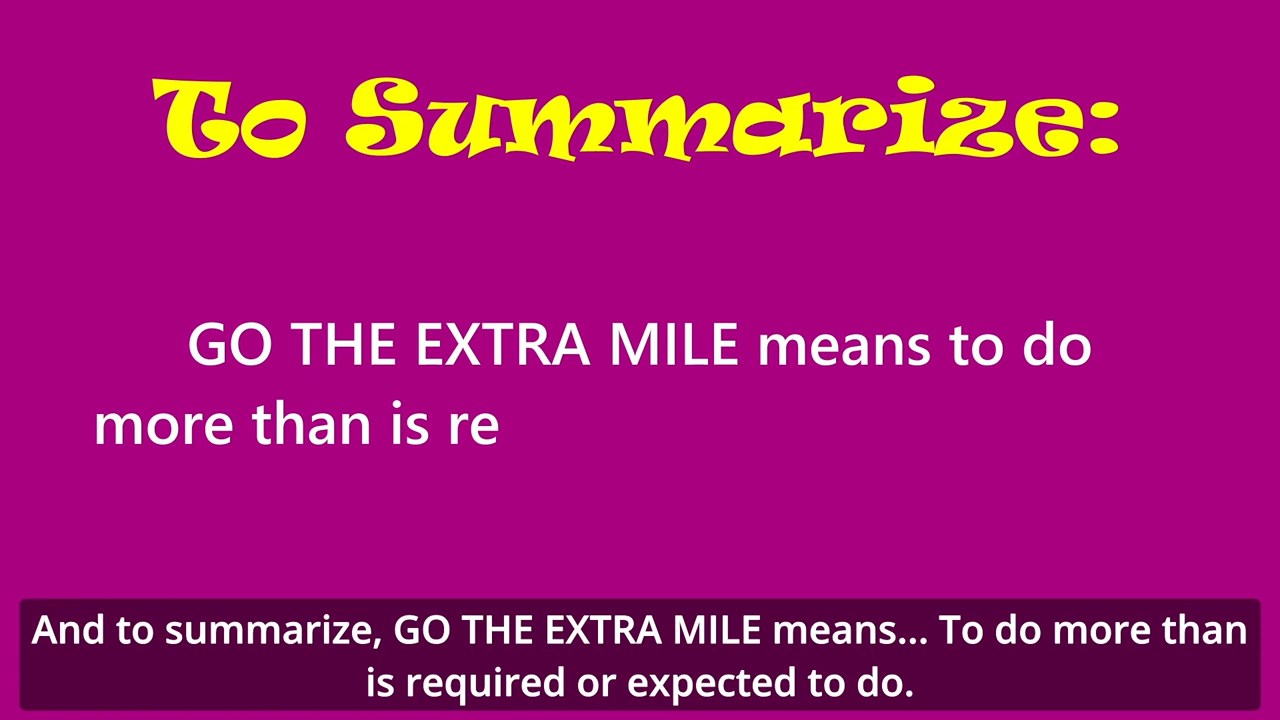 To Summarize:
GO THE EXTRA MILE means to do
more than is re
And to summarize, GO THE EXTRA MILE means... To do more than
is required or expected to do.